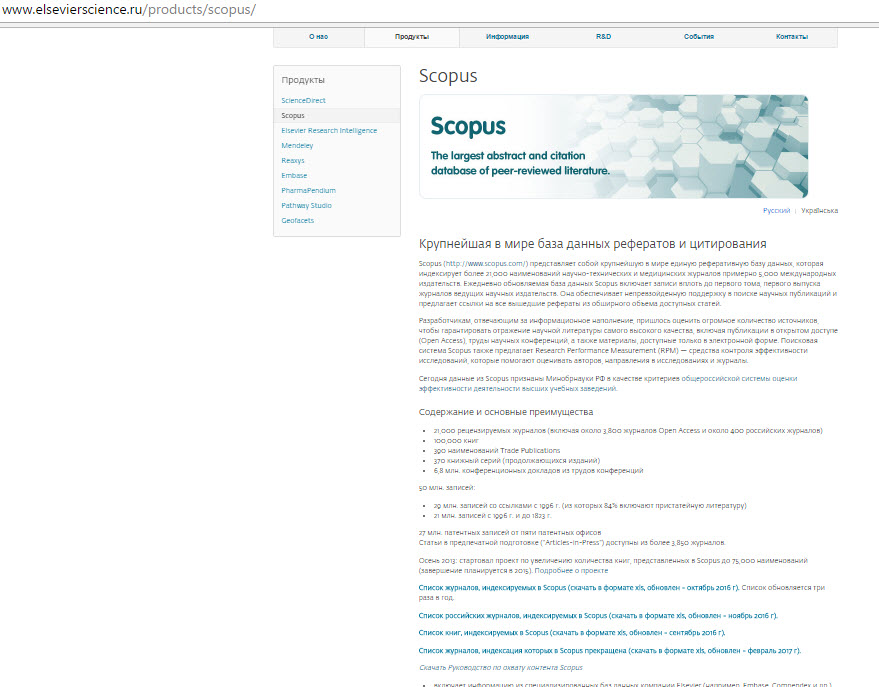 www.elsevierscience.ru/products/scopus/
О нас
Продукты
Информация
R&D
События
Контакты
Продукты
ScienceDirect
Scopus
Elsevier Research Intelligence
Mendeley
Reaxys
Embase
PharmaPendium
Pathway Studio
Geofacets
Scopus
Scopus
The largest abstract and citation
database of peer-reviewed literature.
Русский | Українська
Крупнейшая в мире база данных рефератов и цитирования
Scopus (http://www.scopus.com/) представляет собой крупнейшую в мире единую реферативную базу данных, которая
индексирует более 21,000 наименований научно-технических и медицинских журналов примерно 5,000 международных
издательств. Ежедневно обновляемая база данных Scopus включает записи вплоть до первого тома, первого выпуска
журналов ведущих научных издательств. Она обеспечивает непревзойденную поддержку в поиске научных публикаций и
предлагает ссылки на все вышедшие рефераты из обширного объема доступных статей.
Разработчикам, отвечающим за информационное наполнение, пришлось оценить огромное количество источников,
чтобы гарантировать отражение научной литературы самого высокого качества, включая публикации в открытом доступе
(Open Access), труды научных конференций, а также материалы, доступные только в электронной форме. Поисковая
система Scopus также предлагает Research Performance Measurement (RPM) — средства контроля эффективности
исследований, которые помогают оценивать авторов, направления в исследованиях и журналы.
Сегодня данные из Scopus признаны Минобрнауки РФ в качестве критериев общероссийской системы оценки
эффективности деятельности высших учебных заведений.
Содержание и основные преимущества
• 21,000 рецензируемых журналов (включая около 3,800 журналов Open Access и около 400 российских журналов)
• 100,000 книг
• 390 наименований Trade Publications
• 370 книжный серий (продолжающихся изданий)
• 6,8 млн. конференционных докладов из трудов конференций
50 млн. записей:
• 29 млн. записей со ссылками с 1996 г. (из которых 84% включают пристатейную литературу)
• 21 млн. записей с 1996 г. и до 1823 г.
27 млн. патентных записей от пяти патентных офисов
Статьи в предпечатной подготовке ("Articles-in-Press") доступны из более 3,850 журналов.
Осень 2013: стартовал проект по увеличению количества книг, представленных в Scopus до 75,000 наименований
(завершение планируется в 2015). Подробнее о проекте
Список журналов, индексируемых в Scopus (скачать в формате xls, обновлен – октябрь 2016 г). Список обновляется три
раза в год.
Список российских журналов, индексируемых в Scopus (скачать в формате xls, обновлен – ноябрь 2016 г).
Список книг, индексируемых в Scopus (скачать в формате xls, обновлен – сентябрь 2016 г).
Список журналов, индексация которых в Scopus прекращена (скачать в формате xls, обновлен – февраль 2017 г).
Скачать Руководство по охвату контента Scopus
• включает информацию из специализированных баз данных компании Elsevier (например, Embase, Compendex и др.)